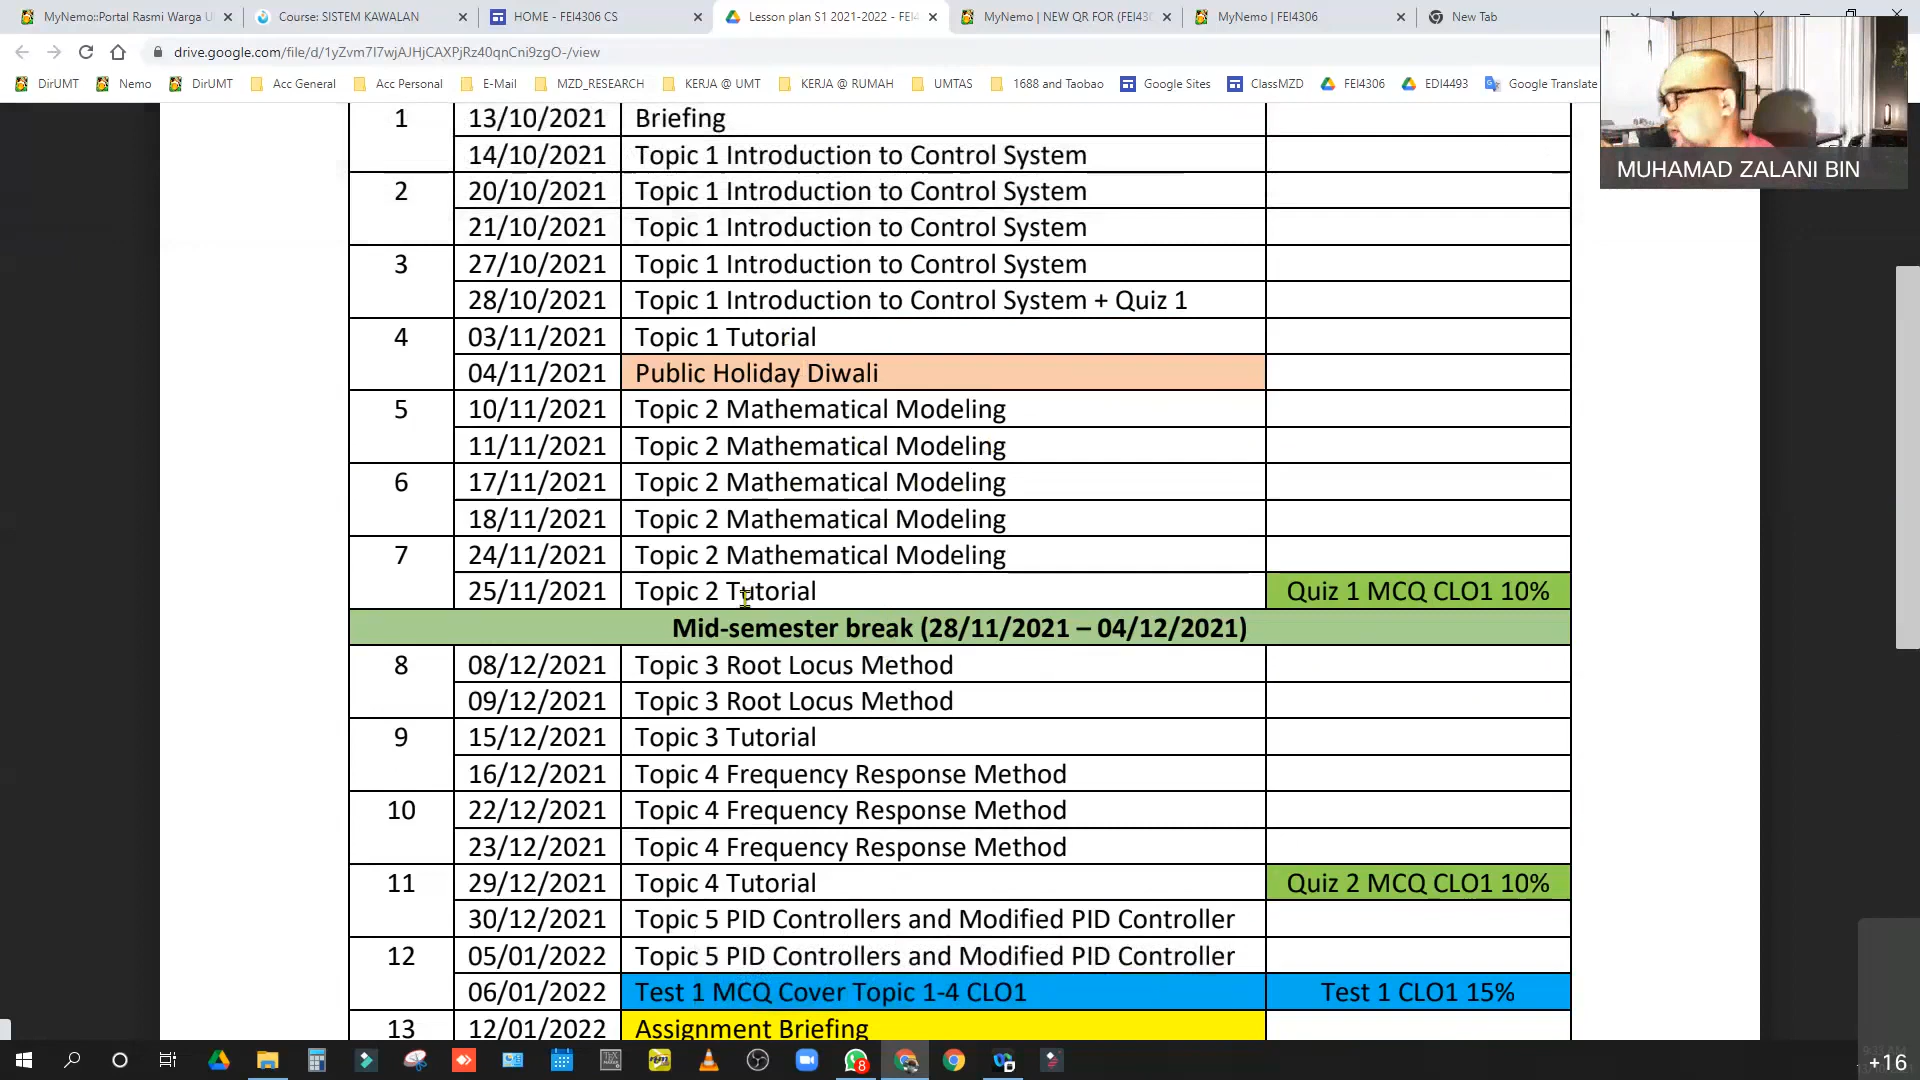 MyNemo::Portal Rasmi Warga U
Course: SISTEM KAWALAN
HOME - FEI4306 CS
Lesson plan S1 2021-2022 - FEI4
MyNemo | NEW QR FOR (FEI43
MyNemo | FEI4306
New Tab
drive.google.com/file/d/1yZvm7I7wjAJHjCAXPjRz40qnCni9zgO-/view
DirUMT
Nemo
DirUMT
Acc General
Acc Personal
E-Mail
MZD_RESEARCH
KERJA @ UMT
KERJA @ RUMAH
UMTAS
1688 and Taobao
Google Sites
ClassMZD
FEI4306
EDI4493
Google Translate
MUHAMAD ZALANI BIN
1 13/10/2021 Briefing
14/10/2021 Topic 1 Introduction to Control System
2 20/10/2021 Topic 1 Introduction to Control System
21/10/2021 Topic 1 Introduction to Control System
3 27/10/2021 Topic 1 Introduction to Control System
28/10/2021 Topic 1 Introduction to Control System + Quiz 1
4 03/11/2021 Topic 1 Tutorial
04/11/2021 Public Holiday Diwali
5 10/11/2021 Topic 2 Mathematical Modeling
11/11/2021 Topic 2 Mathematical Modeling
6 17/11/2021 Topic 2 Mathematical Modeling
18/11/2021 Topic 2 Mathematical Modeling
7 24/11/2021 Topic 2 Mathematical Modeling
25/11/2021 Topic 2 Tutorial Quiz 1 MCQ CLO1 10%
Mid-semester break (28/11/2021 – 04/12/2021)
8 08/12/2021 Topic 3 Root Locus Method
09/12/2021 Topic 3 Root Locus Method
9 15/12/2021 Topic 3 Tutorial
16/12/2021 Topic 4 Frequency Response Method
10 22/12/2021 Topic 4 Frequency Response Method
23/12/2021 Topic 4 Frequency Response Method
11 29/12/2021 Topic 4 Tutorial Quiz 2 MCQ CLO1 10%
30/12/2021 Topic 5 PID Controllers and Modified PID Controller
12 05/01/2022 Topic 5 PID Controllers and Modified PID Controller
06/01/2022 Test 1 MCQ Cover Topic 1-4 CLO1 Test 1 CLO1 15%
13 12/01/2022 Assignment Briefing
8
+16